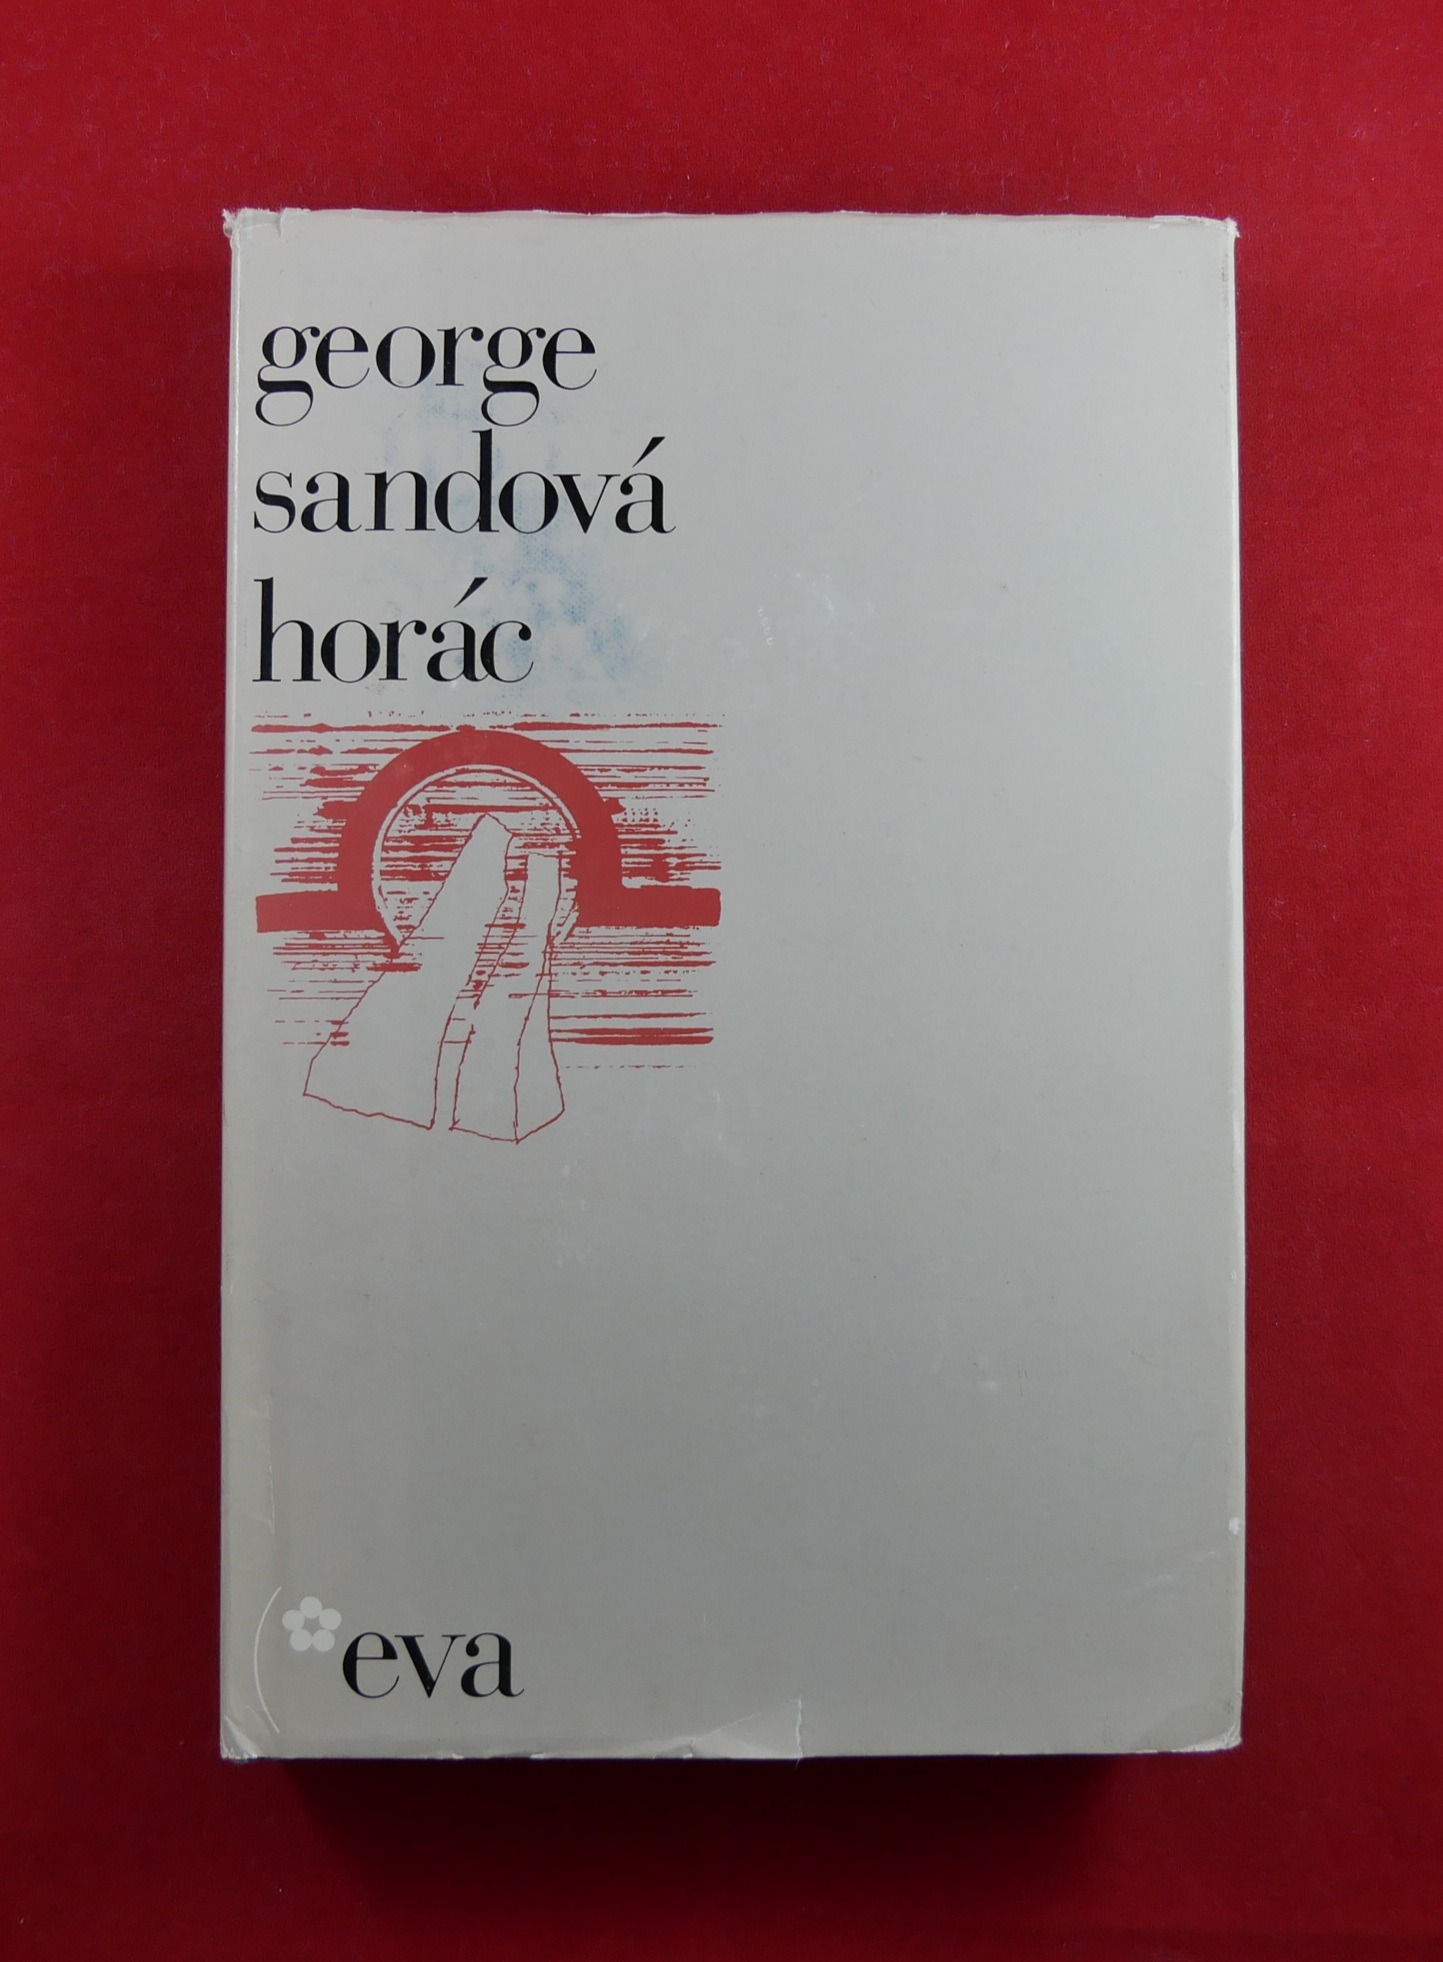 george
sandová
horác
eva